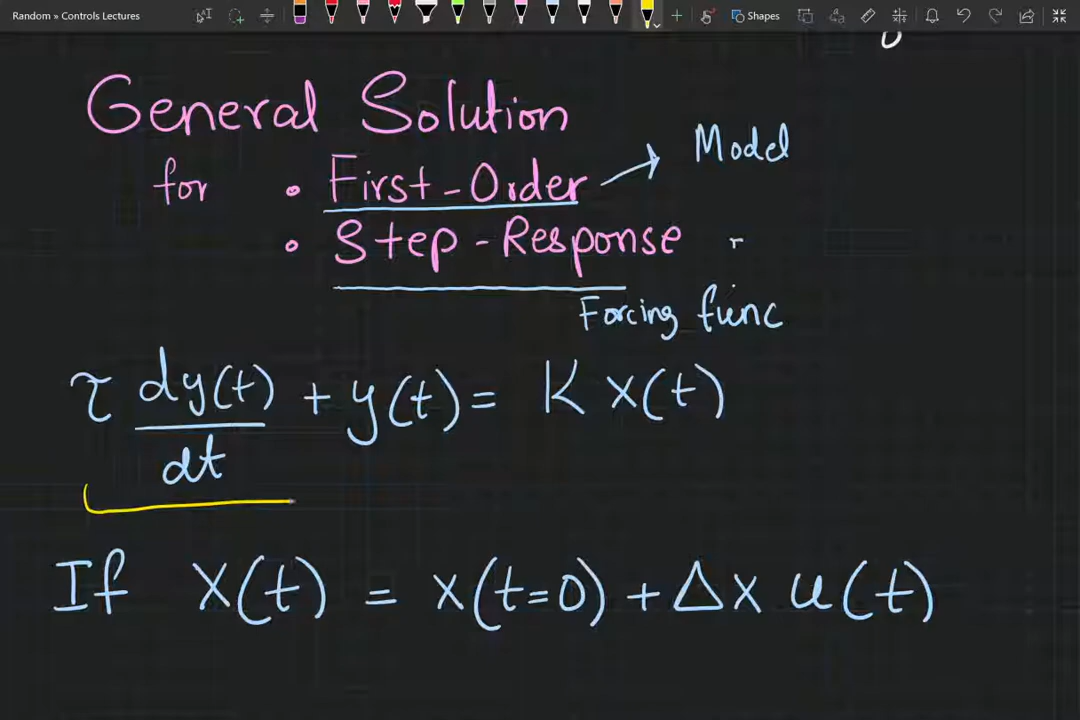 Random » Controls Lectures
Shapes
General Solution
for • First-Order → Model
• Step-Response r
Forcing func
τ dy(t)/dt + y(t) = K x(t)
If x(t) = x(t=0) + Δx u(t)